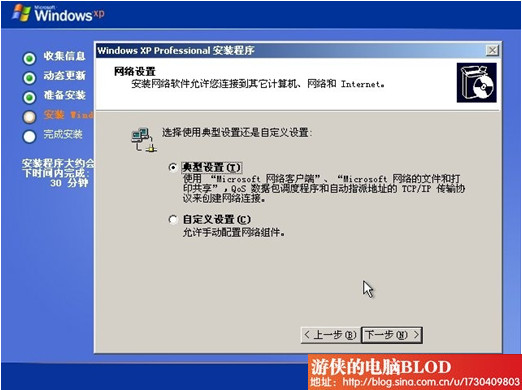 Microsoft
Windows xp
收集信息
动态更新
准备安装
安装 Wind
完成安装
安装程序大约会
下时间内完成:
30 分钟
Windows XP Professional 安装程序
网络设置
安装网络软件允许您连接到其它计算机、网络和 Internet。
选择使用典型设置还是自定义设置:
典型设置(T)
使用 “Microsoft 网络客户端”、“Microsoft 网络的文件和打
印共享”,QoS 数据包调度程序和自动指派地址的 TCP/IP 传输协
议来创建网络连接。
自定义设置(C)
允许手动配置网络组件。
<上一步(B)
下一步(N)>
游侠的电脑BLOD
地址: http://blog.sina.com.cn/u/1730409803